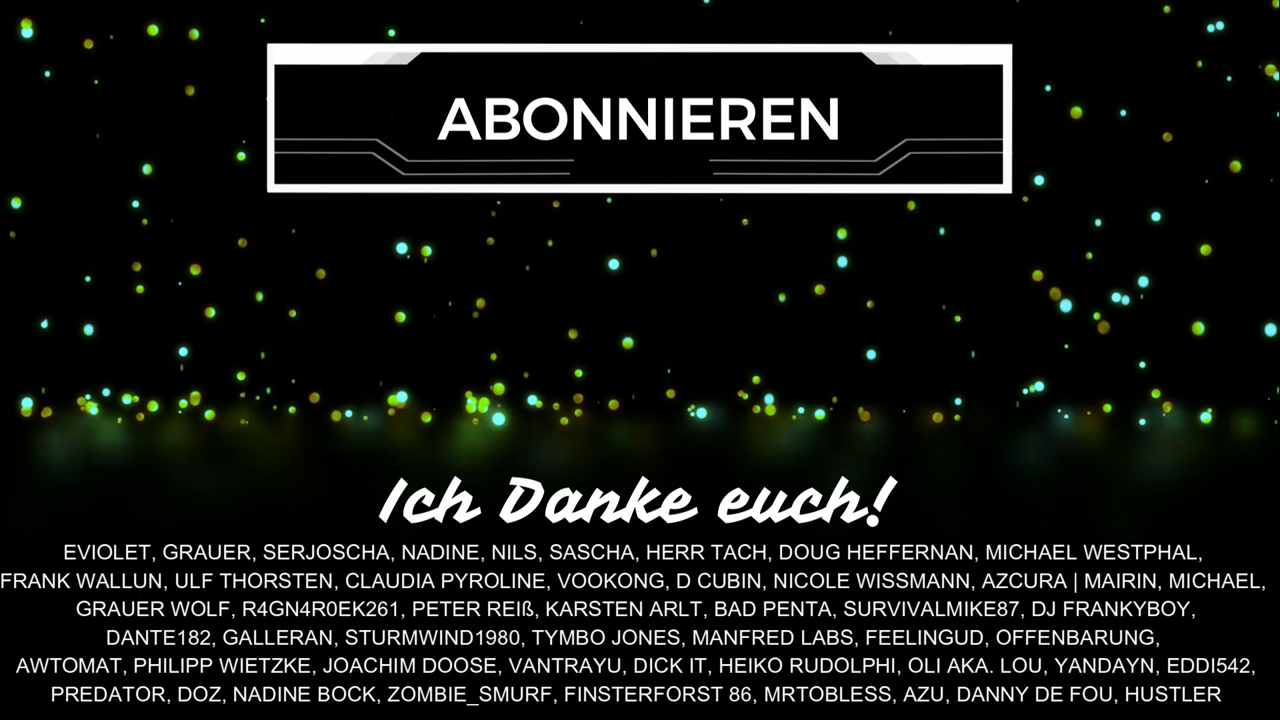 ABONNIEREN
Ich Danke euch!
EVIOLET, GRAUER, SERJOSCHA, NADINE, NILS, SASCHA, HERR TACH, DOUG HEFFERNAN, MICHAEL WESTPHAL,
FRANK WALLUN, ULF THORSTEN, CLAUDIA PYROLINE, VOOKONG, D CUBIN, NICOLE WISSMANN, AZCURA | MAIRIN, MICHAEL,
GRAUER WOLF, R4GN4R0EK261, PETER REIß, KARSTEN ARLT, BAD PENTA, SURVIVALMIKE87, DJ FRANKYBOY,
DANTE182, GALLERAN, STURMWIND1980, TYMBO JONES, MANFRED LABS, FEELINGUD, OFFENBARUNG,
AWTOMAT, PHILIPP WIETZKE, JOACHIM DOOSE, VANTRAYU, DICK IT, HEIKO RUDOLPHI, OLI AKA. LOU, YANDAYN, EDDI542,
PREDATOR, DOZ, NADINE BOCK, ZOMBIE_SMURF, FINSTERFORST 86, MRTOBLESS, AZU, DANNY DE FOU, HUSTLER